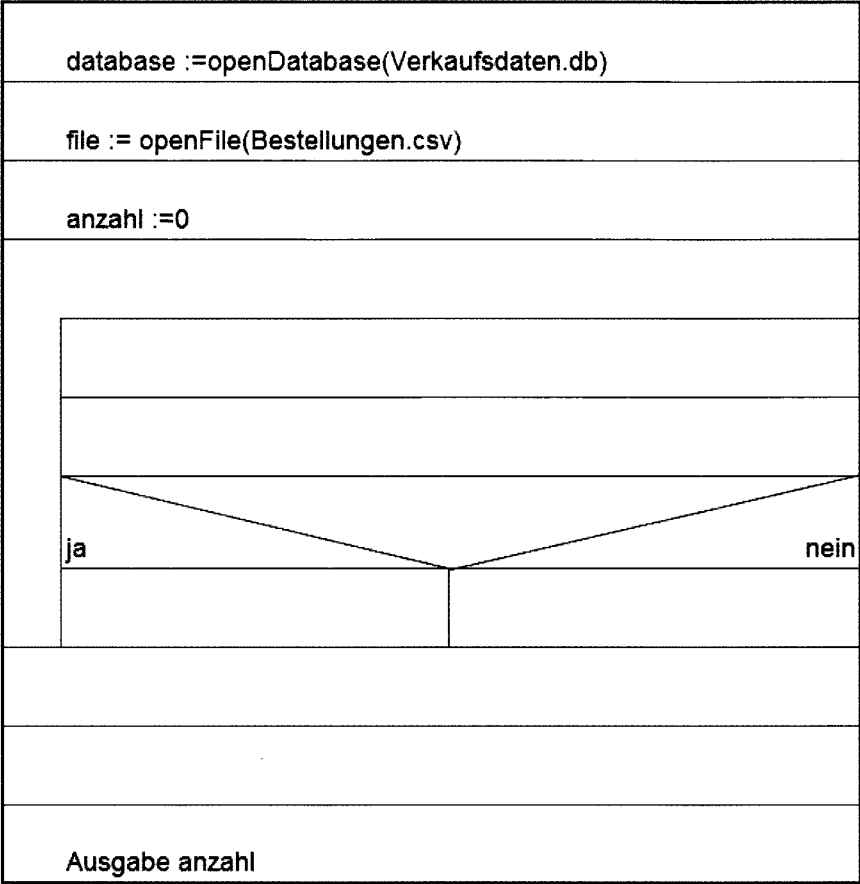 database :=openDatabase(Verkaufsdaten.db)
file := openFile(Bestellungen.csv)
anzahl :=0
ja nein
Ausgabe anzahl